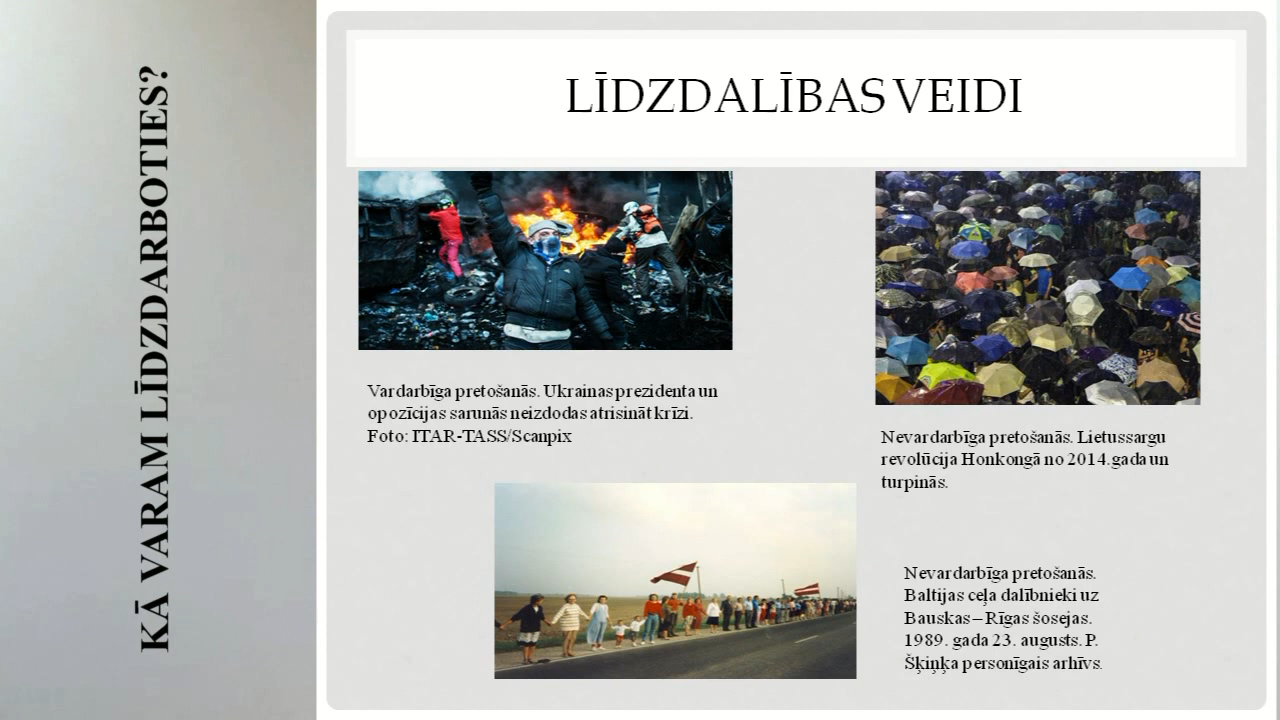 KĀ VARAM LĪDZDARBOTIES?
LĪDZDALĪBAS VEIDI
Vardarbīga pretošanās. Ukrainas prezidenta un
opozīcijas sarunās neizdodas atrisināt krīzi.
Foto: ITAR-TASS/Scanpix
Nevardarbīga pretošanās. Lietussargu
revolūcija Honkongā no 2014.gada un
turpinās.
Nevardarbīga pretošanās.
Baltijas ceļa dalībnieki uz
Bauskas – Rīgas šosejas.
1989. gada 23. augusts. P.
Šķiņķa personīgais arhīvs.